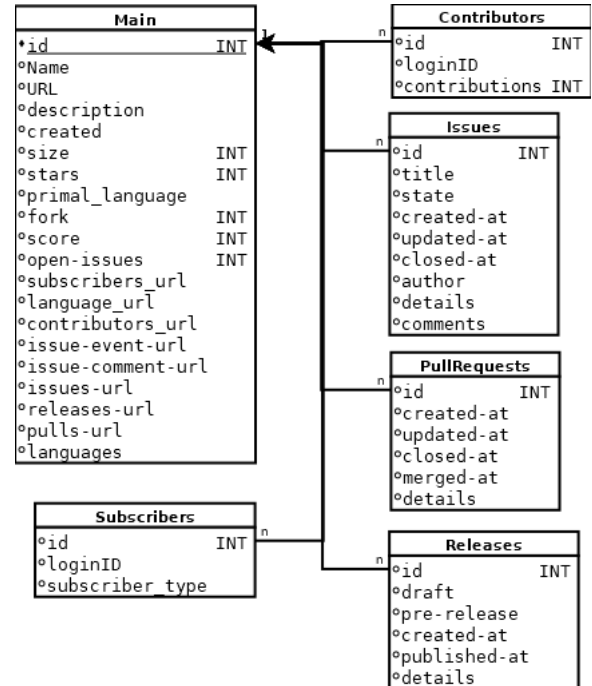 Main
id INT
Name
URL
description
created
size INT
stars INT
primal_language
fork INT
score INT
open-issues INT
subscribers_url
language_url
contributors_url
issue-event-url
issue-comment-url
issues-url
releases-url
pulls-url
languages
1
n
Contributors
id INT
loginID
contributions INT
n
Issues
id INT
title
state
created-at
updated-at
closed-at
author
details
comments
n
PullRequests
id INT
created-at
updated-at
closed-at
merged-at
details
Subscribers
id INT
loginID
subscriber_type
n
n
Releases
id INT
draft
pre-release
created-at
published-at
details